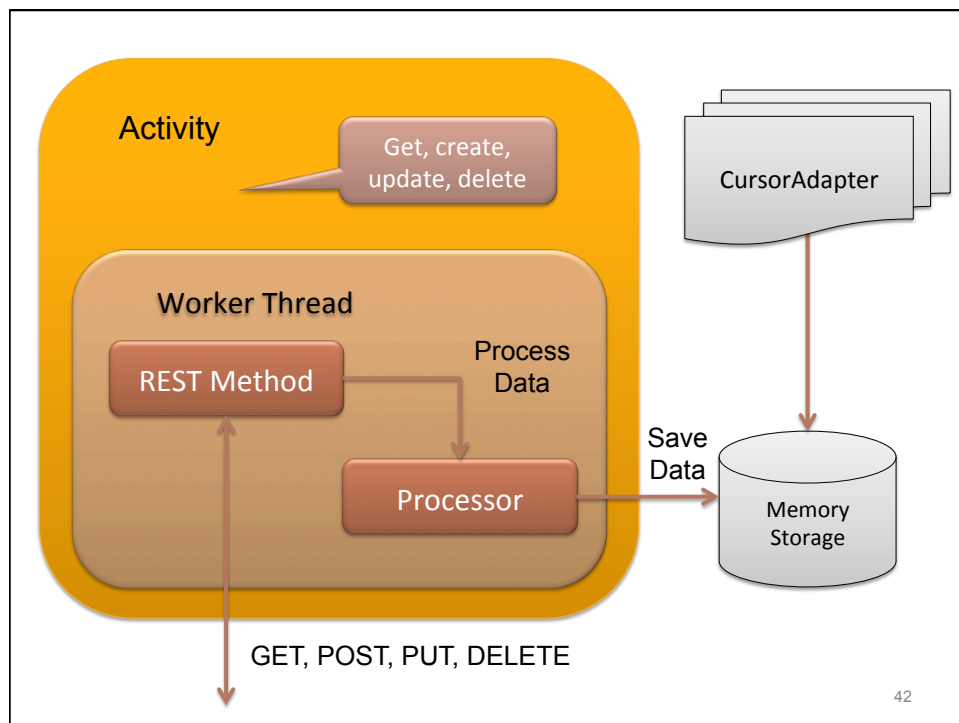 Activity
Get, create,
update, delete
CursorAdapter
Worker Thread
REST Method
Process
Data
Processor
Save
Data
Memory
Storage
GET, POST, PUT, DELETE
42